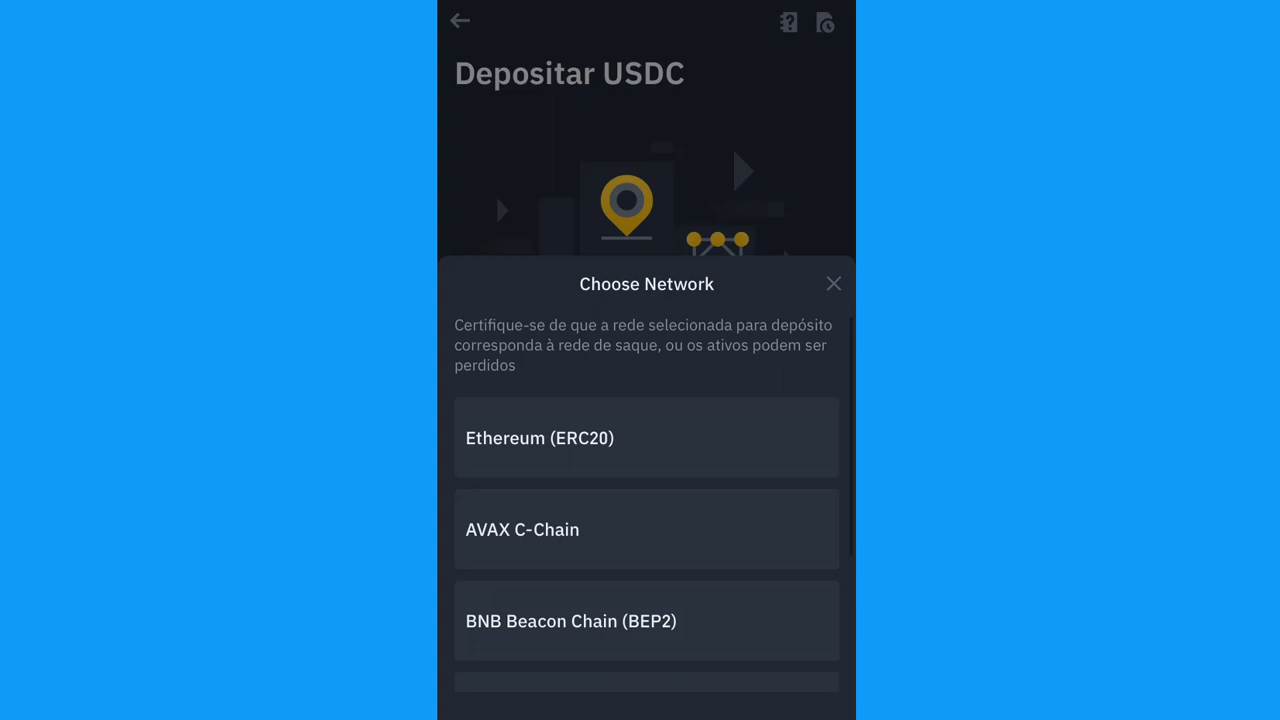 Depositar USDC
Choose Network
Certifique-se de que a rede selecionada para depósito
corresponda à rede de saque, ou os ativos podem ser
perdidos
Ethereum (ERC20)
AVAX C-Chain
BNB Beacon Chain (BEP2)